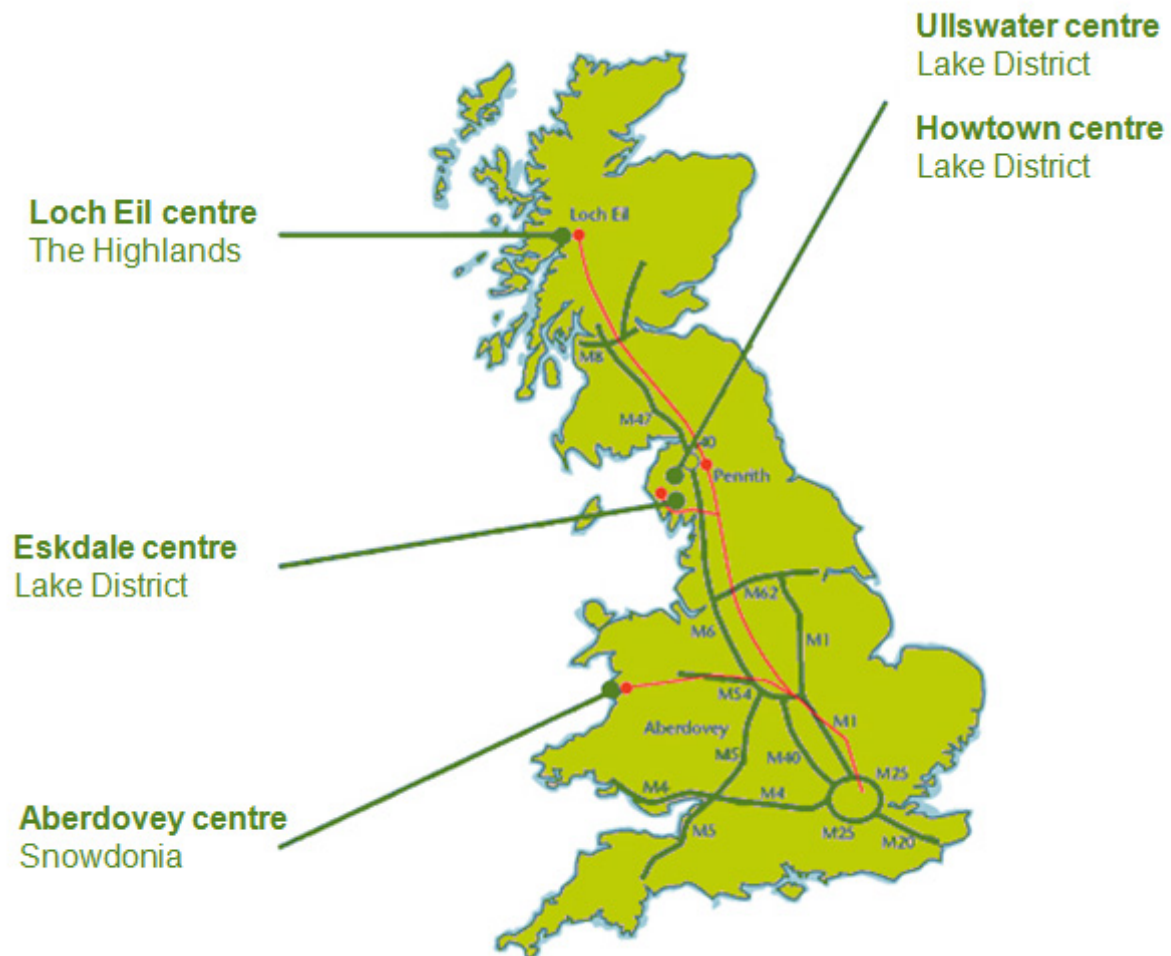 Ullswater centre
Lake District
Howtown centre
Lake District
Loch Eil centre
The Highlands
Loch Eil
M8
M47
40
Penrith
Eskdale centre
Lake District
M62
M6
M1
M54
Aberdovey
M1
M5
M40
M25
M4
M4
M5
M25
M20
Aberdovey centre
Snowdonia